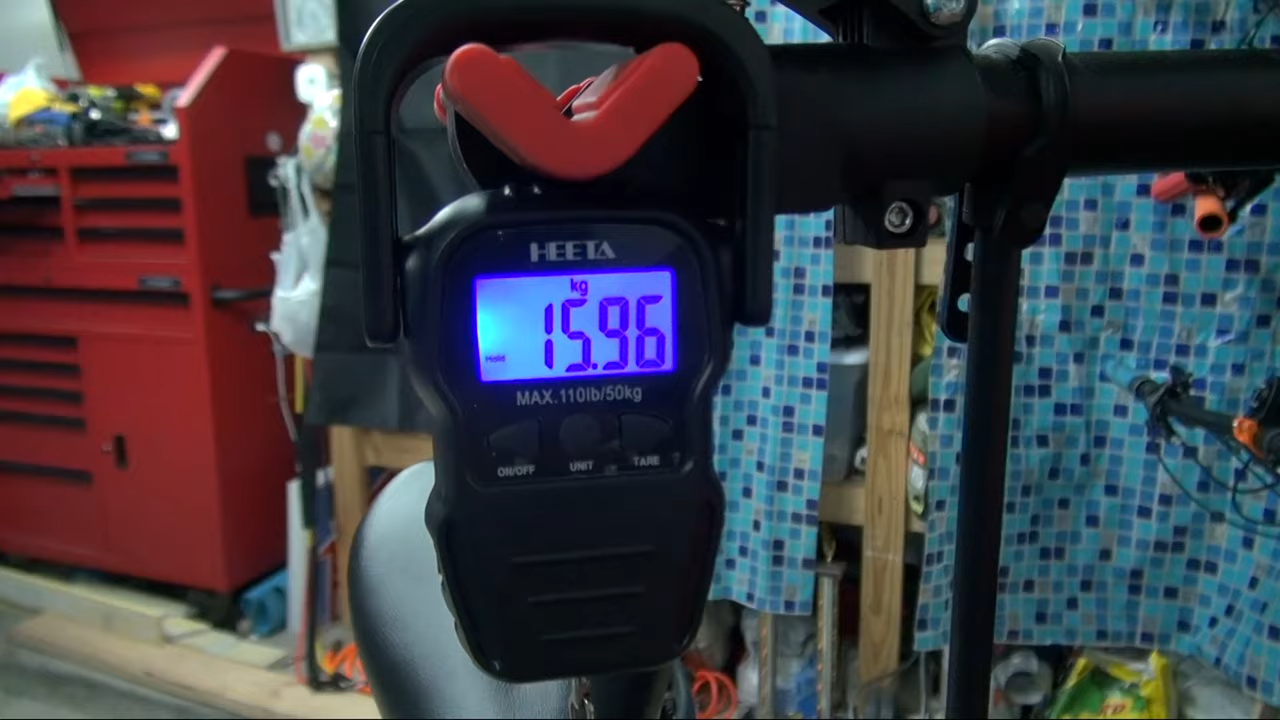 HEETA
kg
15.96
Hold
MAX.110lb/50kg
ON/OFF UNIT TARE